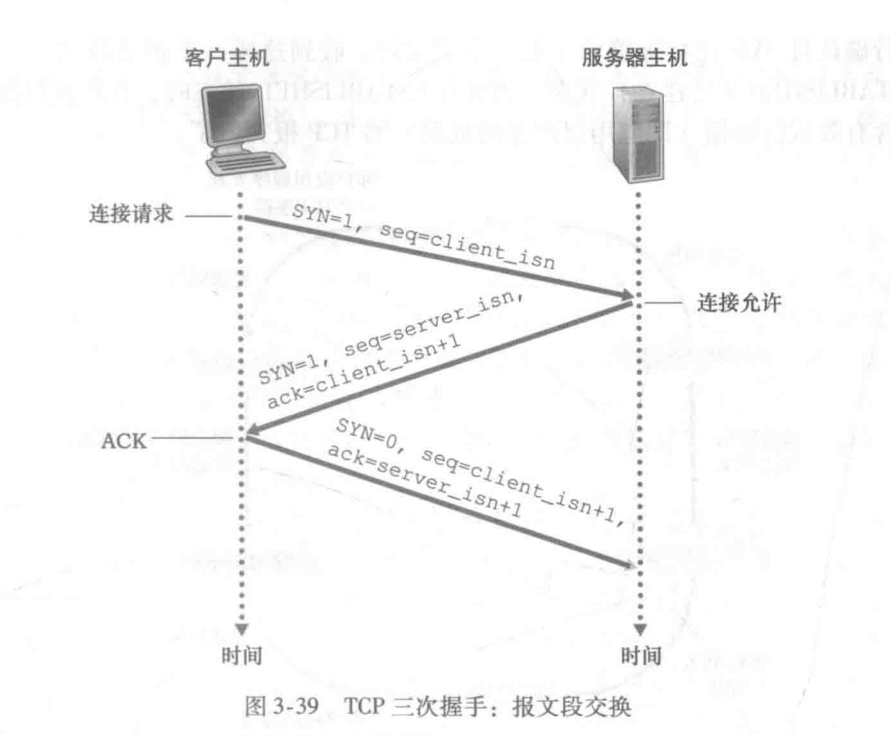 客户主机
服务器主机
连接请求
SYN=1, seq=client_isn
连接允许
SYN=1, seq=server_isn,
ack=client_isn+1
ACK
SYN=0, seq=client_isn+1,
ack=server_isn+1
时间
时间
图 3-39 TCP 三次握手：报文段交换